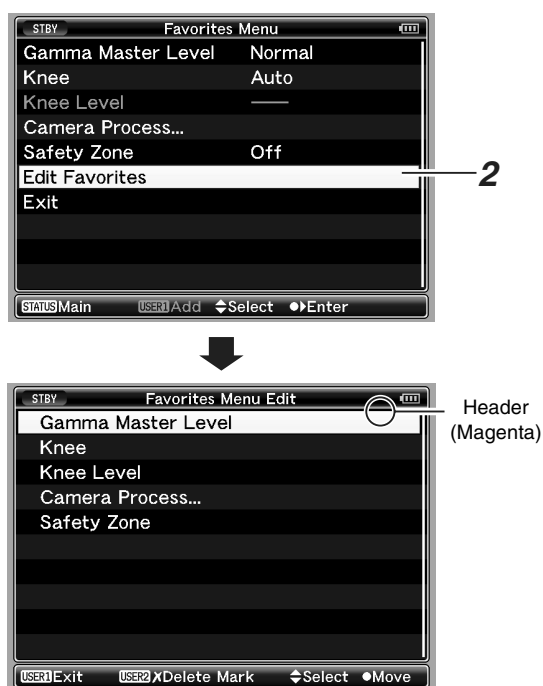 STBY Favorites Menu
Gamma Master Level Normal
Knee Auto
Knee Level ——
Camera Process...
Safety Zone Off
Edit Favorites
2
Exit
STATUS Main USER1 Add Select Enter
STBY Favorites Menu Edit
Header
(Magenta)
Gamma Master Level
Knee
Knee Level
Camera Process...
Safety Zone
USER1 Exit USER2 ✗Delete Mark Select Move